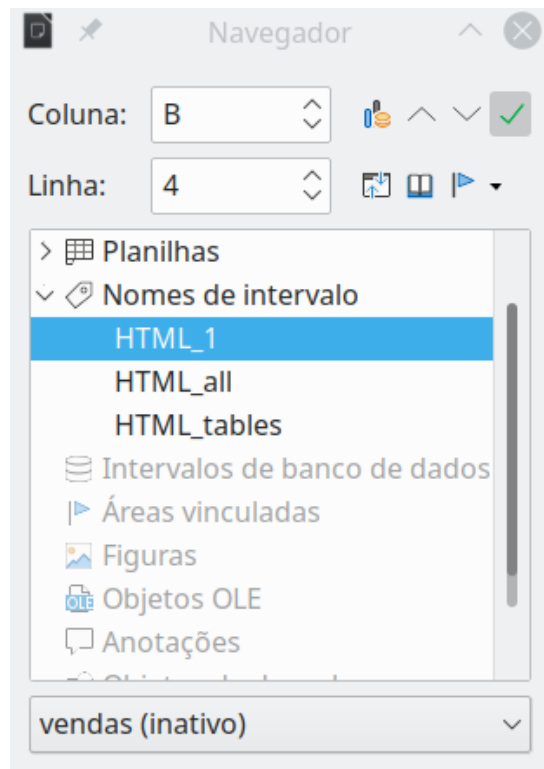 Navegador
Coluna: B
Linha: 4
Planilhas
Nomes de intervalo
HTML_1
HTML_all
HTML_tables
Intervalos de banco de dados
Áreas vinculadas
Figuras
OLE Objetos OLE
Anotações
vendas (inativo)